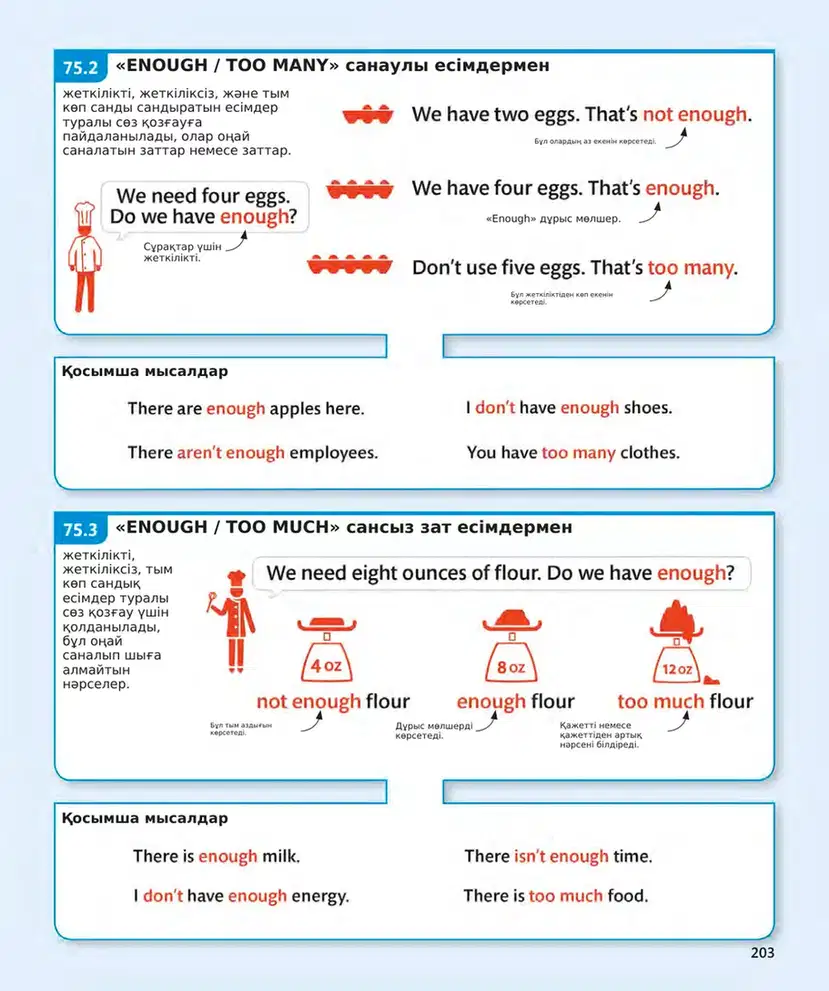 75.2 «ENOUGH / TOO MANY» санаулы есімдермен
жеткілікті, жеткіліксіз, және тым
көп санды сандыратын есімдер
туралы сөз қозғауға
пайдаланылады, олар оңай
саналатын заттар немесе заттар.
We need four eggs.
Do we have enough?
Сұрақтар үшін
жеткілікті.
We have two eggs. That's not enough.
Бұл олардың аз екенін көрсетеді.
We have four eggs. That's enough.
«Enough» дұрыс мөлшер.
Don't use five eggs. That's too many.
Бұл жеткіліктіден көп екенін
көрсетеді.
Қосымша мысалдар
There are enough apples here.
I don't have enough shoes.
There aren't enough employees.
You have too many clothes.
75.3 «ENOUGH / TOO MUCH» сансыз зат есімдермен
жеткілікті,
жеткіліксіз, тым
көп сандық
есімдер туралы
сөз қозғау үшін
қолданылады,
бұл оңай
саналып шыға
алмайтын
нәрселер.
We need eight ounces of flour. Do we have enough?
4 oz
8 oz
12 oz
not enough flour
enough flour
too much flour
Бұл тым аздығын
көрсетеді.
Дұрыс мөлшерді
көрсетеді.
Қажетті немесе
қажеттіден артық
нәрсені білдіреді.
Қосымша мысалдар
There is enough milk.
There isn't enough time.
I don't have enough energy.
There is too much food.
203